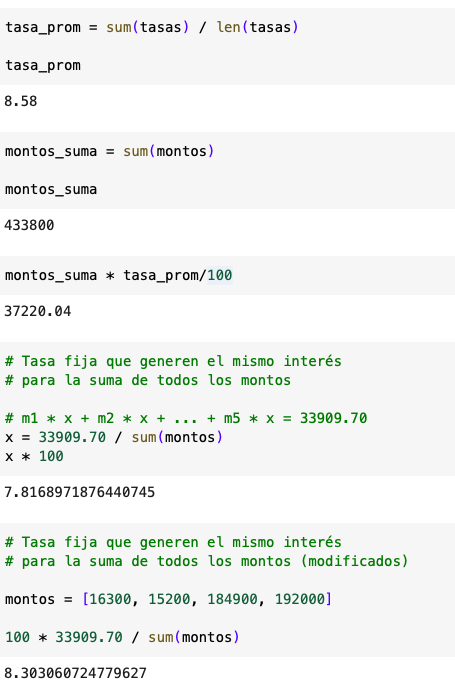 tasa_prom = sum(tasas) / len(tasas)
tasa_prom
8.58
montos_suma = sum(montos)
montos_suma
433800
montos_suma * tasa_prom/100
37220.04
# Tasa fija que generen el mismo interés
# para la suma de todos los montos
# m1 * x + m2 * x + ... + m5 * x = 33909.70
x = 33909.70 / sum(montos)
x * 100
7.8168971876440745
# Tasa fija que generen el mismo interés
# para la suma de todos los montos (modificados)
montos = [16300, 15200, 184900, 192000]
100 * 33909.70 / sum(montos)
8.303060724779627